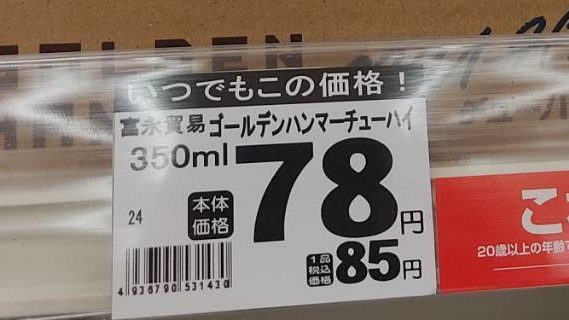 GOLDEN
いつでもこの価格!
富永貿易 ゴールデンハンマーチューハイ
350ml
24
本体
価格
78円
1品
税込
価格
85円
4936790531430
20歳以上の年齢